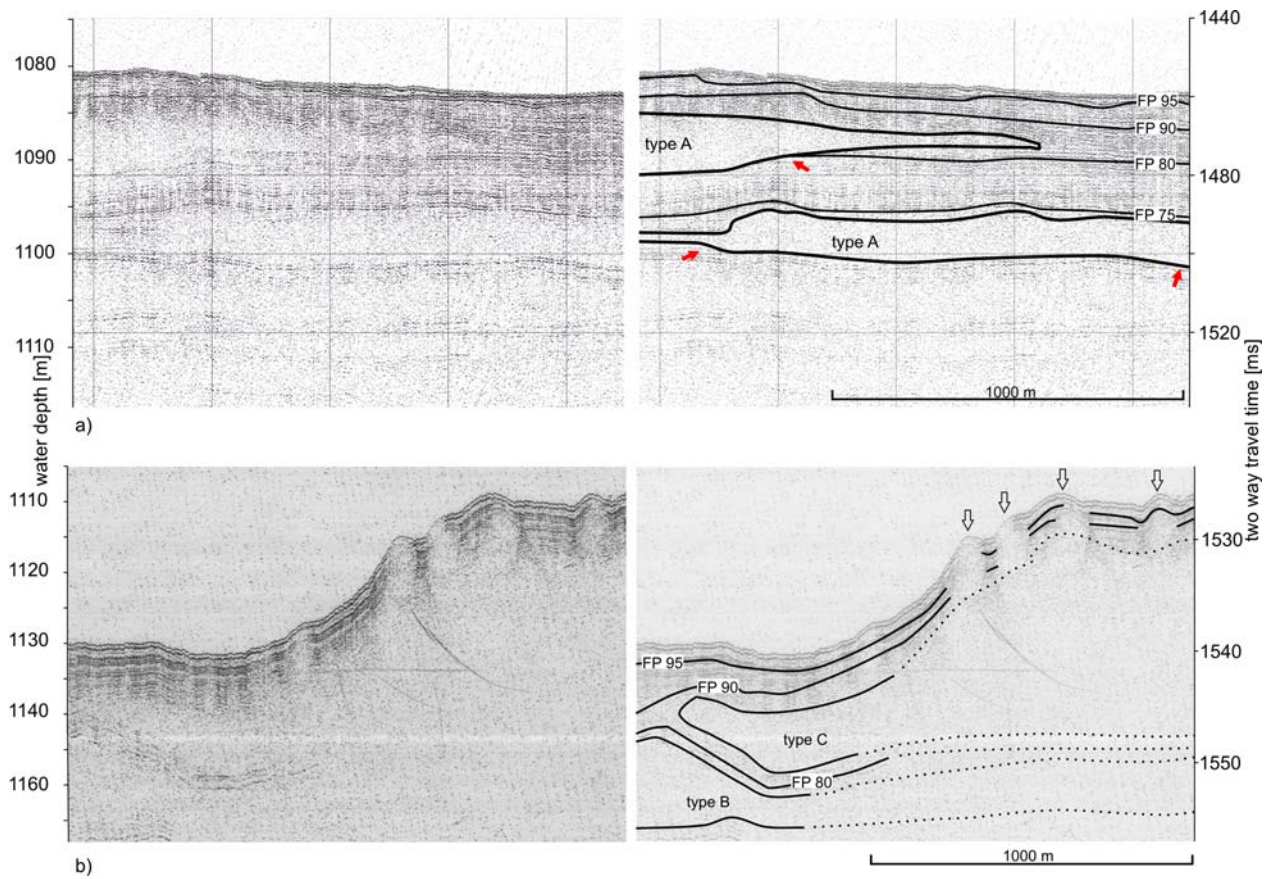 1440
1080
FP 95
FP 90
type A
1090
FP 80
1480
FP 75
1100
type A
1110
1520
1000 m
a)
water depth [m]
two way travel time [ms]
1110
1530
1120
1130
FP 95
1540
FP 90
1140
type C
1550
FP 80
1160
type B
1000 m
b)